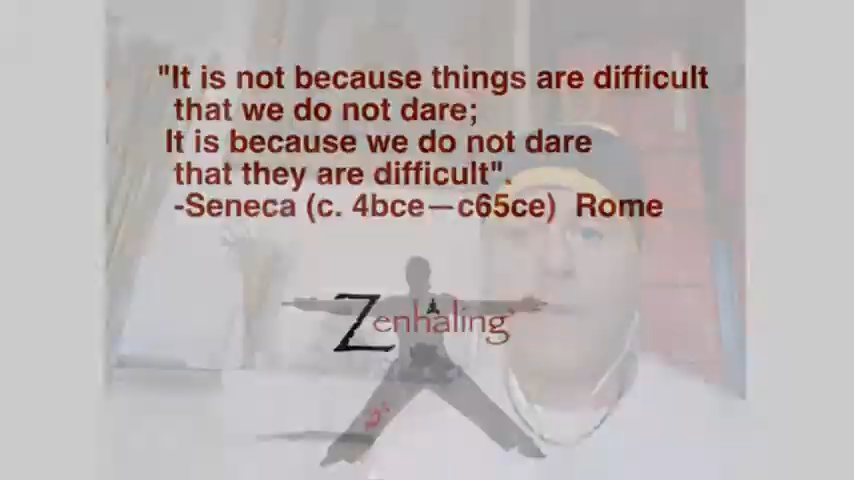 "It is not because things are difficult
that we do not dare;
It is because we do not dare
that they are difficult".
-Seneca (c. 4bce—c65ce) Rome
Zenhaling